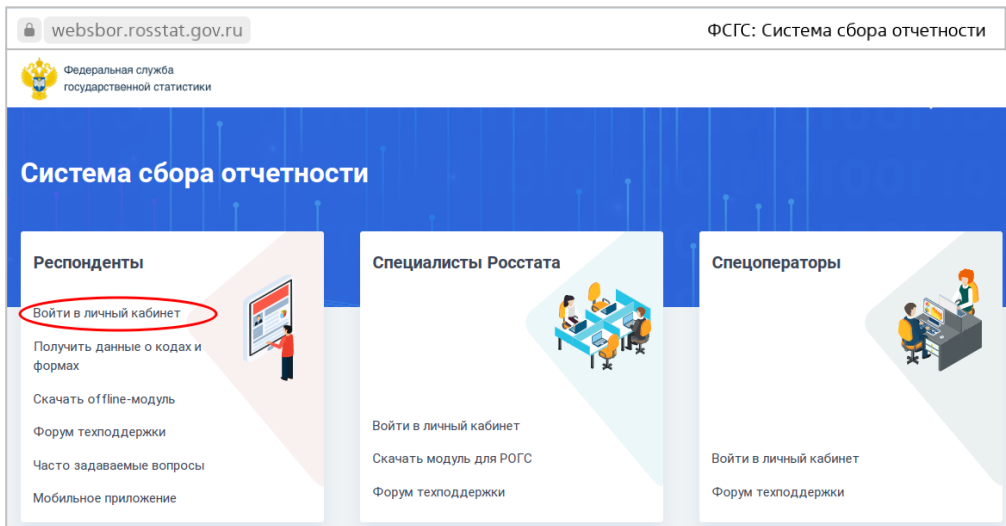 websbor.rosstat.gov.ru
ФСГС: Система сбора отчетности
Федеральная служба
государственной статистики
Система сбора отчетности
Респонденты
Войти в личный кабинет
Получить данные о кодах и
формах
Скачать offline-модуль
Форум техподдержки
Часто задаваемые вопросы
Мобильное приложение
Специалисты Росстата
Войти в личный кабинет
Скачать модуль для РОГС
Форум техподдержки
Спецоператоры
Войти в личный кабинет
Форум техподдержки